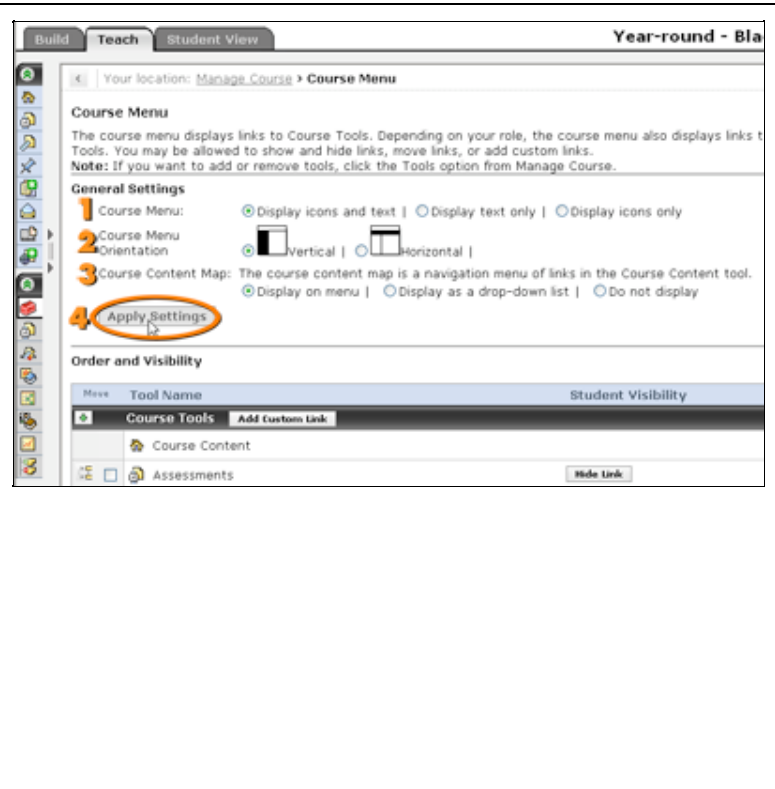 Build Teach Student View Year-round - Bla
Your location: Manage Course › Course Menu
Course Menu
The course menu displays links to Course Tools. Depending on your role, the course menu also displays links t
Tools. You may be allowed to show and hide links, move links, or add custom links.
Note: If you want to add or remove tools, click the Tools option from Manage Course.
General Settings
1 Course Menu: Display icons and text | Display text only | Display icons only
2 Course Menu
Orientation Vertical | Horizontal |
3 Course Content Map: The course content map is a navigation menu of links in the Course Content tool.
Display on menu | Display as a drop-down list | Do not display
4 Apply Settings
Order and Visibility
Move Tool Name Student Visibility
Course Tools Add Custom Link
Course Content
Assessments Hide Link